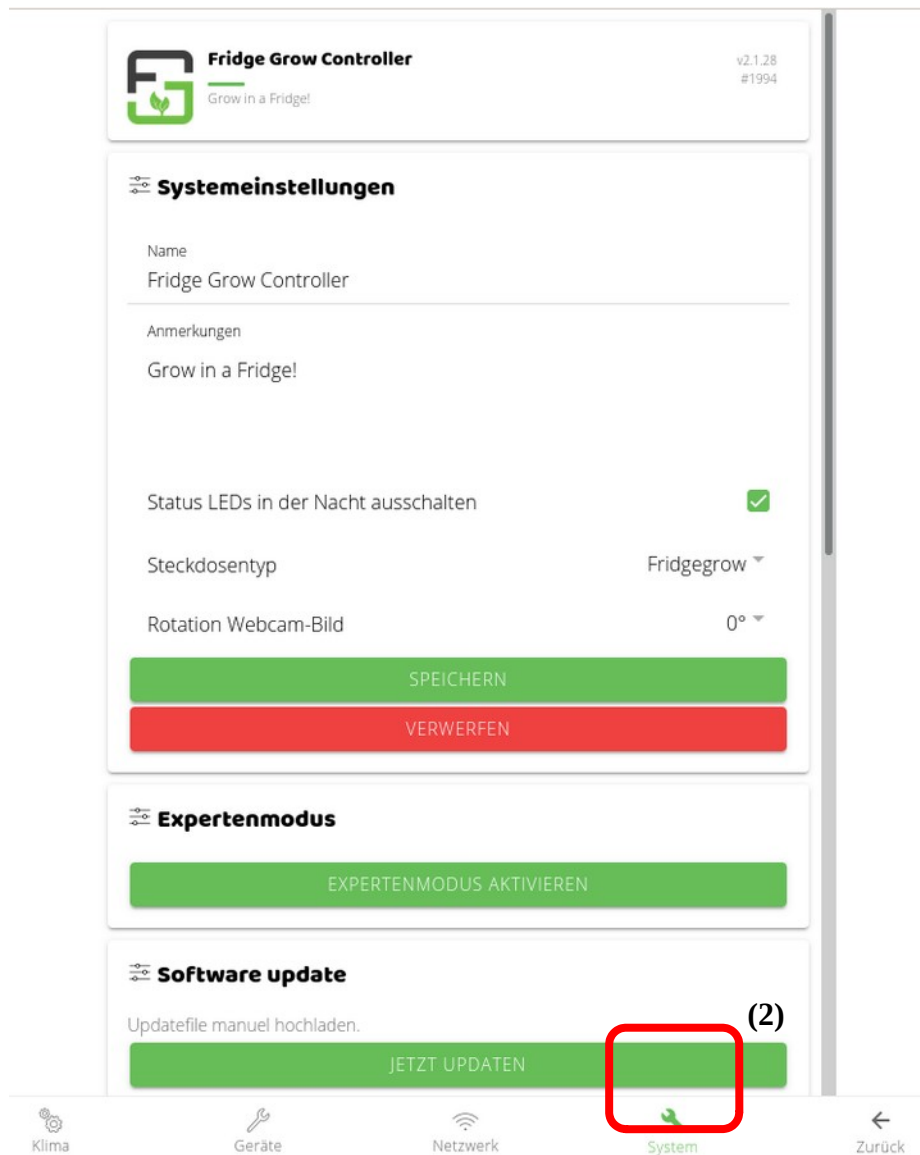 Fridge Grow Controller
v2.1.28
#1994
Grow in a Fridge!
Systemeinstellungen
Name
Fridge Grow Controller
Anmerkungen
Grow in a Fridge!
Status LEDs in der Nacht ausschalten
Steckdosentyp Fridgegrow
Rotation Webcam-Bild 0°
SPEICHERN
VERWERFEN
Expertenmodus
EXPERTENMODUS AKTIVIEREN
Software update
(2)
Updatefile manuel hochladen.
JETZT UPDATEN
Klima Geräte Netzwerk System Zurück